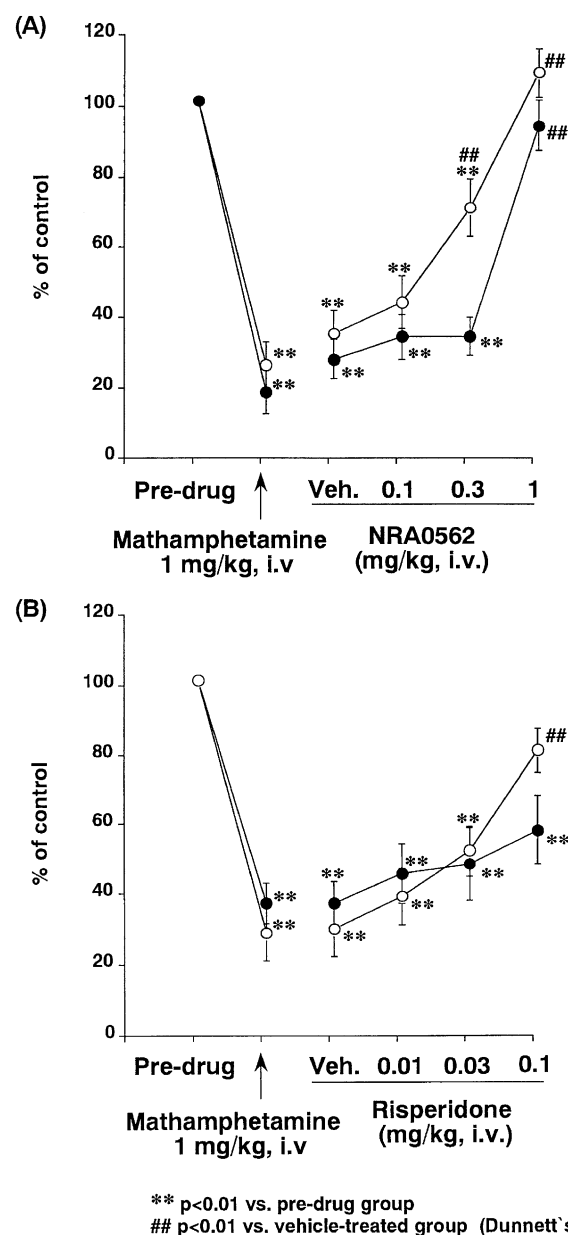 (A)
120
100
80
60
40
20
0
% of control
**
**
**
**
**
**
##
**
**
##
##
Pre-drug
Veh. 0.1 0.3 1
Mathamphetamine
1 mg/kg, i.v
NRA0562
(mg/kg, i.v.)
(B)
120
100
80
60
40
20
0
% of control
**
**
**
**
**
**
**
**
##
**
Pre-drug
Veh. 0.01 0.03 0.1
Mathamphetamine
1 mg/kg, i.v
Risperidone
(mg/kg, i.v.)
** p<0.01 vs. pre-drug group
## p<0.01 vs. vehicle-treated group (Dunnett`s